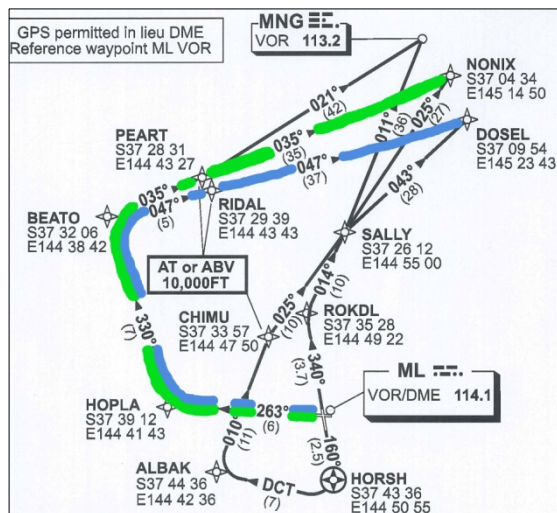 GPS permitted in lieu DME
Reference waypoint ML VOR
MNG
VOR 113.2
NONIX
S37 04 34
E145 14 50
021°
(42)
011°
(36)
025°
(27)
PEART
S37 28 31
E144 43 27
035°
(35)
DOSEL
S37 09 54
E145 23 43
047°
(37)
043°
(28)
035°
047°
(5)
BEATO
S37 32 06
E144 38 42
RIDAL
S37 29 39
E144 43 43
SALLY
S37 26 12
E144 55 00
AT or ABV
10,000FT
014°
(10)
025°
(10)
CHIMU
S37 33 57
E144 47 50
ROKDL
S37 35 28
E144 49 22
330°
(7)
340°
(3.7)
ML
VOR/DME 114.1
HOPLA
S37 39 12
E144 41 43
263°
(6)
010°
(11)
160°
(2.5)
ALBAK
S37 44 36
E144 42 36
DCT
(7)
HORSH
S37 43 36
E144 50 55